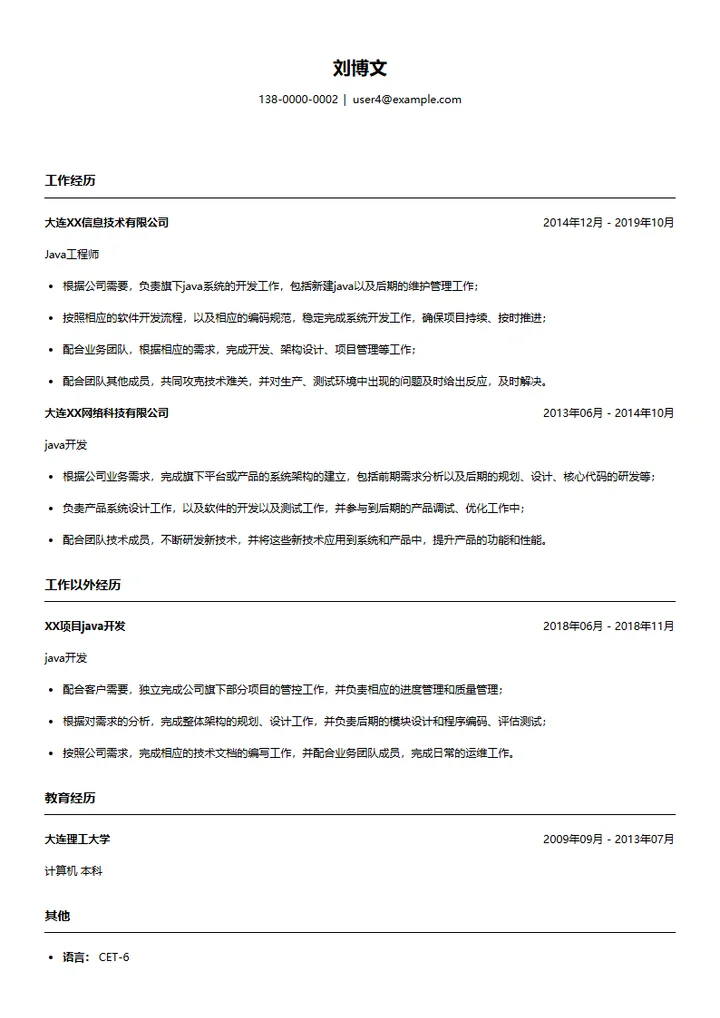 刘博文
138-0000-0002 | user4@example.com
工作经历
大连XX信息技术有限公司 2014年12月 - 2019年10月
Java工程师
• 根据公司需要，负责旗下java系统的开发工作，包括新建java以及后期的维护管理工作；
• 按照相应的软件开发流程，以及相应的编码规范，稳定完成系统开发工作，确保项目持续、按时推进；
• 配合业务团队，根据相应的需求，完成开发、架构设计、项目管理等工作；
• 配合团队其他成员，共同攻克技术难关，并对生产、测试环境中出现的问题及时给出反应，及时解决。
大连XX网络科技有限公司 2013年06月 - 2014年10月
java开发
• 根据公司业务需求，完成旗下平台或产品的系统架构的建立，包括前期需求分析以及后期的规划、设计、核心代码的研发等；
• 负责产品系统设计工作，以及软件的开发以及测试工作，并参与到后期的产品调试、优化工作中；
• 配合团队技术成员，不断研发新技术，并将这些新技术应用到系统和产品中，提升产品的功能和性能。
工作以外经历
XX项目java开发 2018年06月 - 2018年11月
java开发
• 配合客户需要，独立完成公司旗下部分项目的管控工作，并负责相应的进度管理和质量管理；
• 根据对需求的分析，完成整体架构的规划、设计工作，并负责后期的模块设计和程序编码、评估测试；
• 按照公司需求，完成相应的技术文档的编写工作，并配合业务团队成员，完成日常的运维工作。
教育经历
大连理工大学 2009年09月 - 2013年07月
计算机 本科
其他
• 语言： CET-6